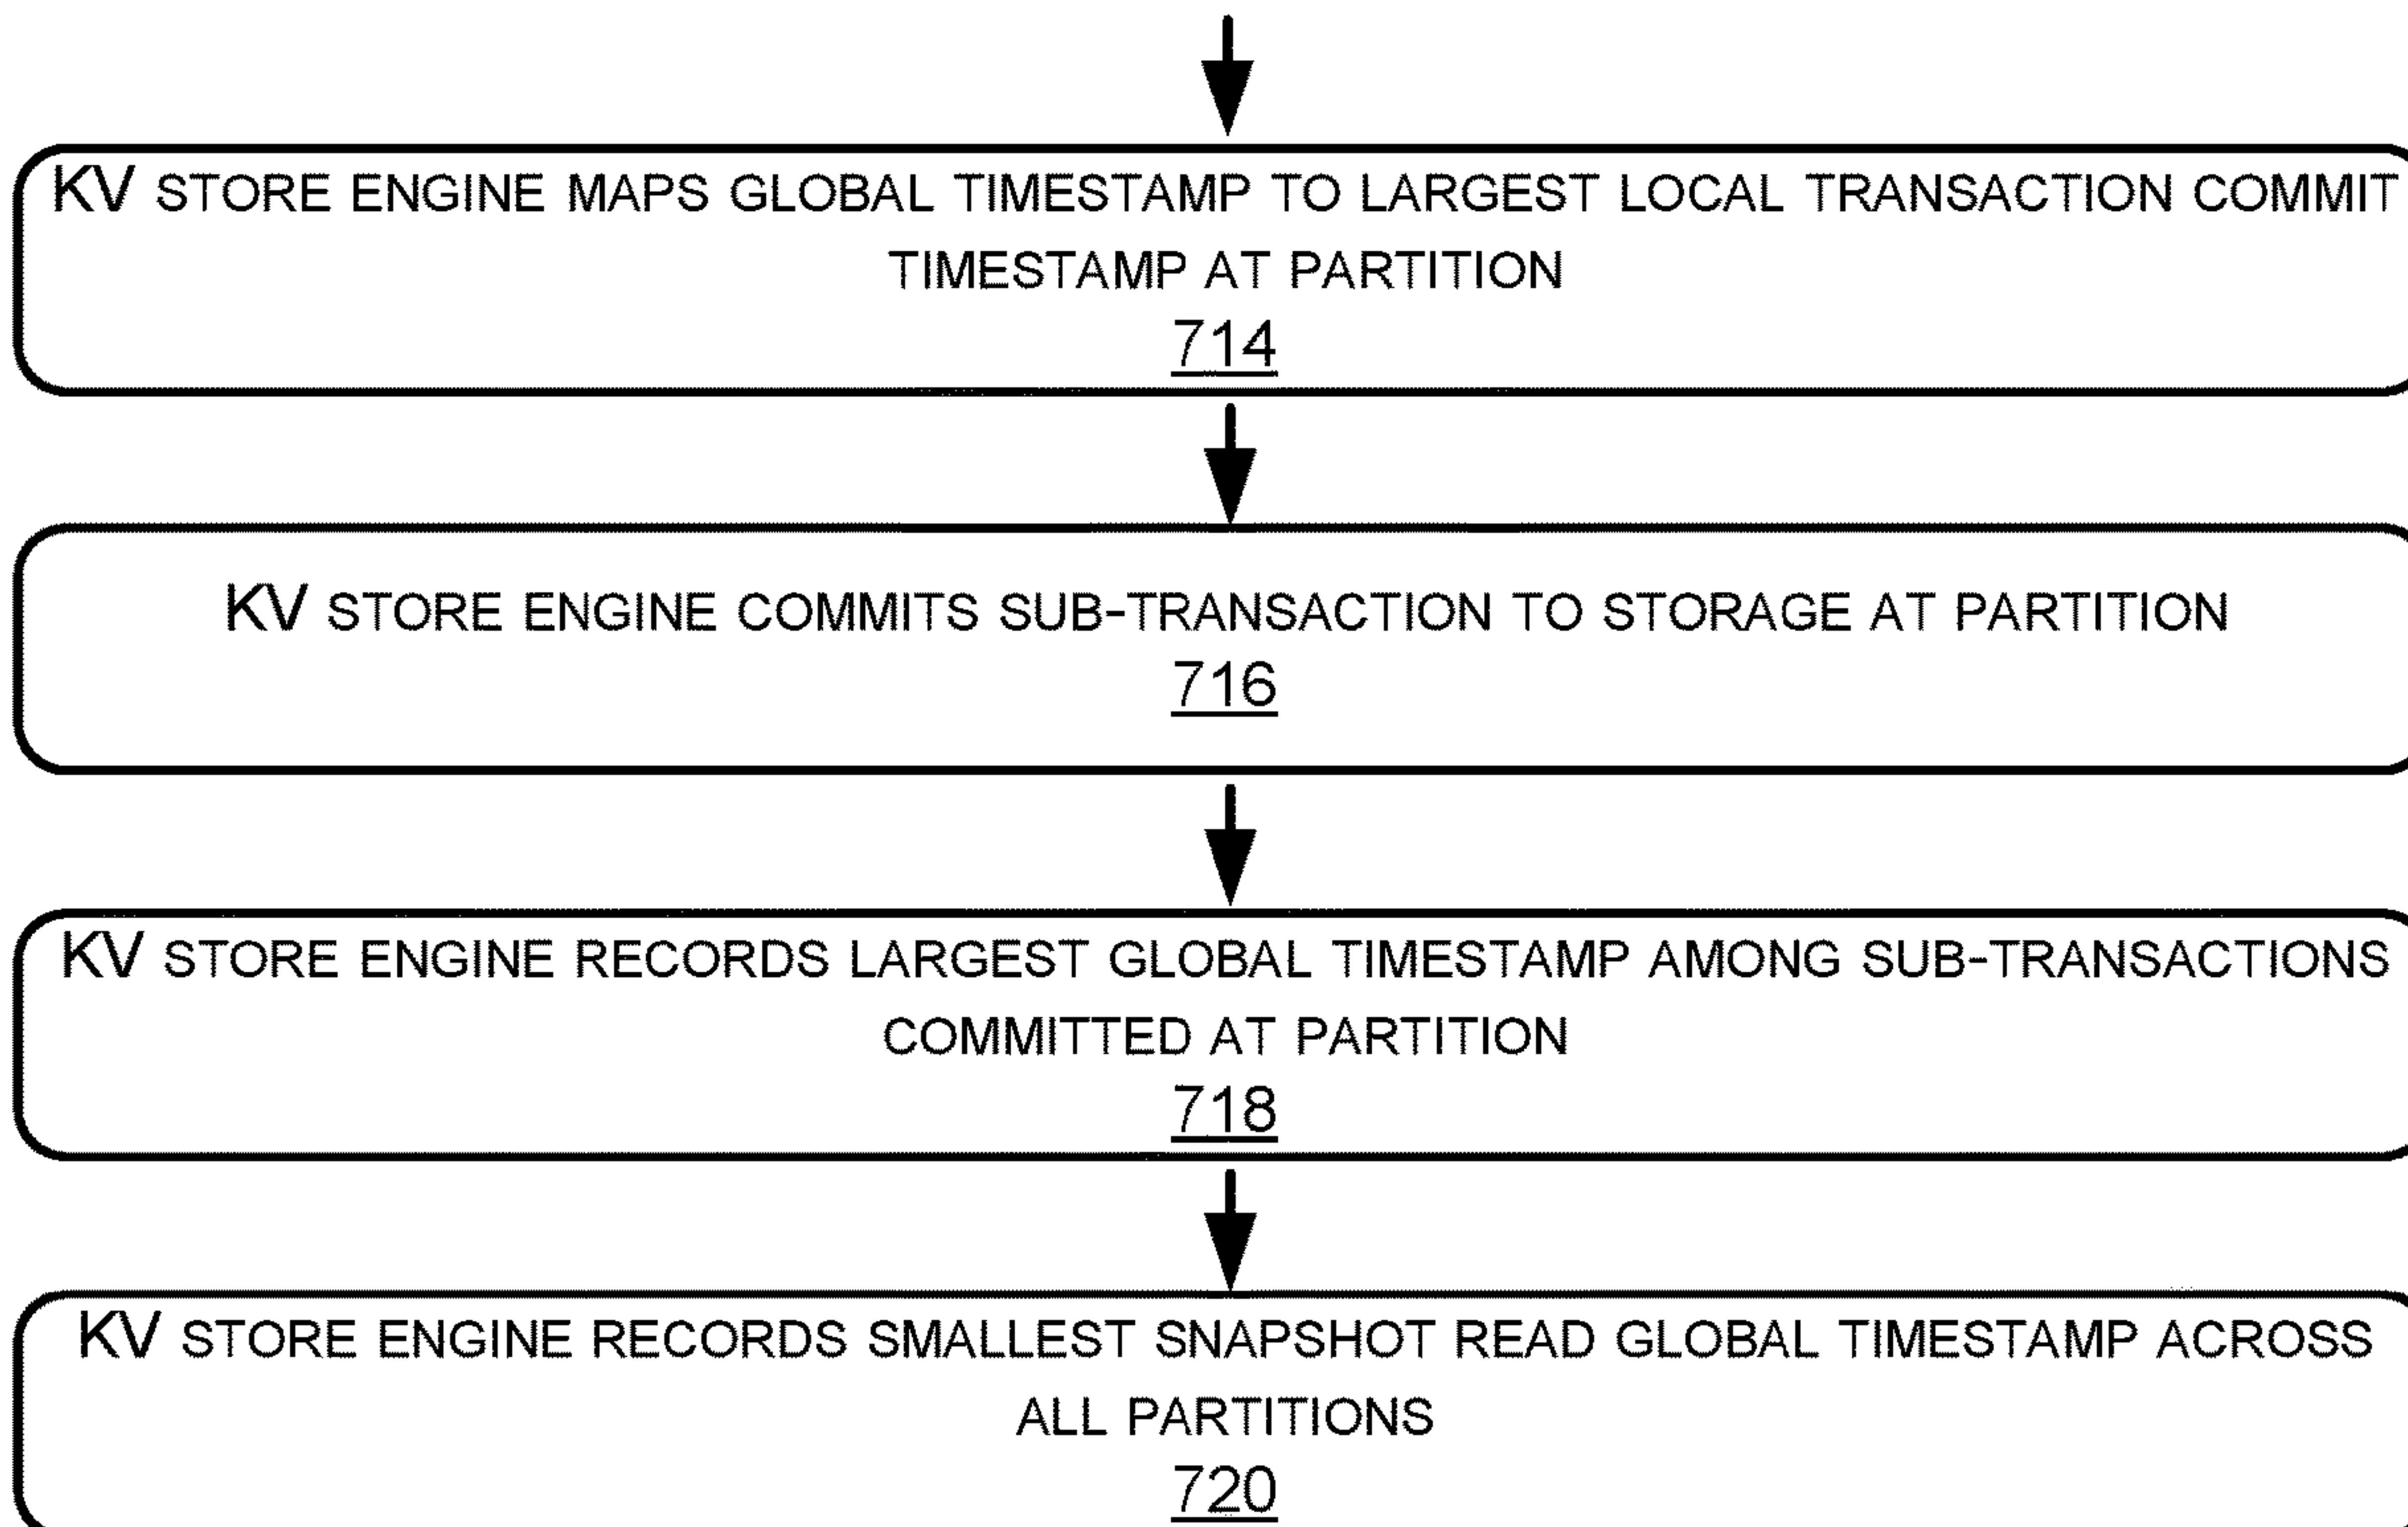 KV STORE ENGINE MAPS GLOBAL TIMESTAMP TO LARGEST LOCAL TRANSACTION COMMIT
TIMESTAMP AT PARTITION
714
KV STORE ENGINE COMMITS SUB-TRANSACTION TO STORAGE AT PARTITION
716
KV STORE ENGINE RECORDS LARGEST GLOBAL TIMESTAMP AMONG SUB-TRANSACTIONS
COMMITTED AT PARTITION
718
KV STORE ENGINE RECORDS SMALLEST SNAPSHOT READ GLOBAL TIMESTAMP ACROSS
ALL PARTITIONS
720